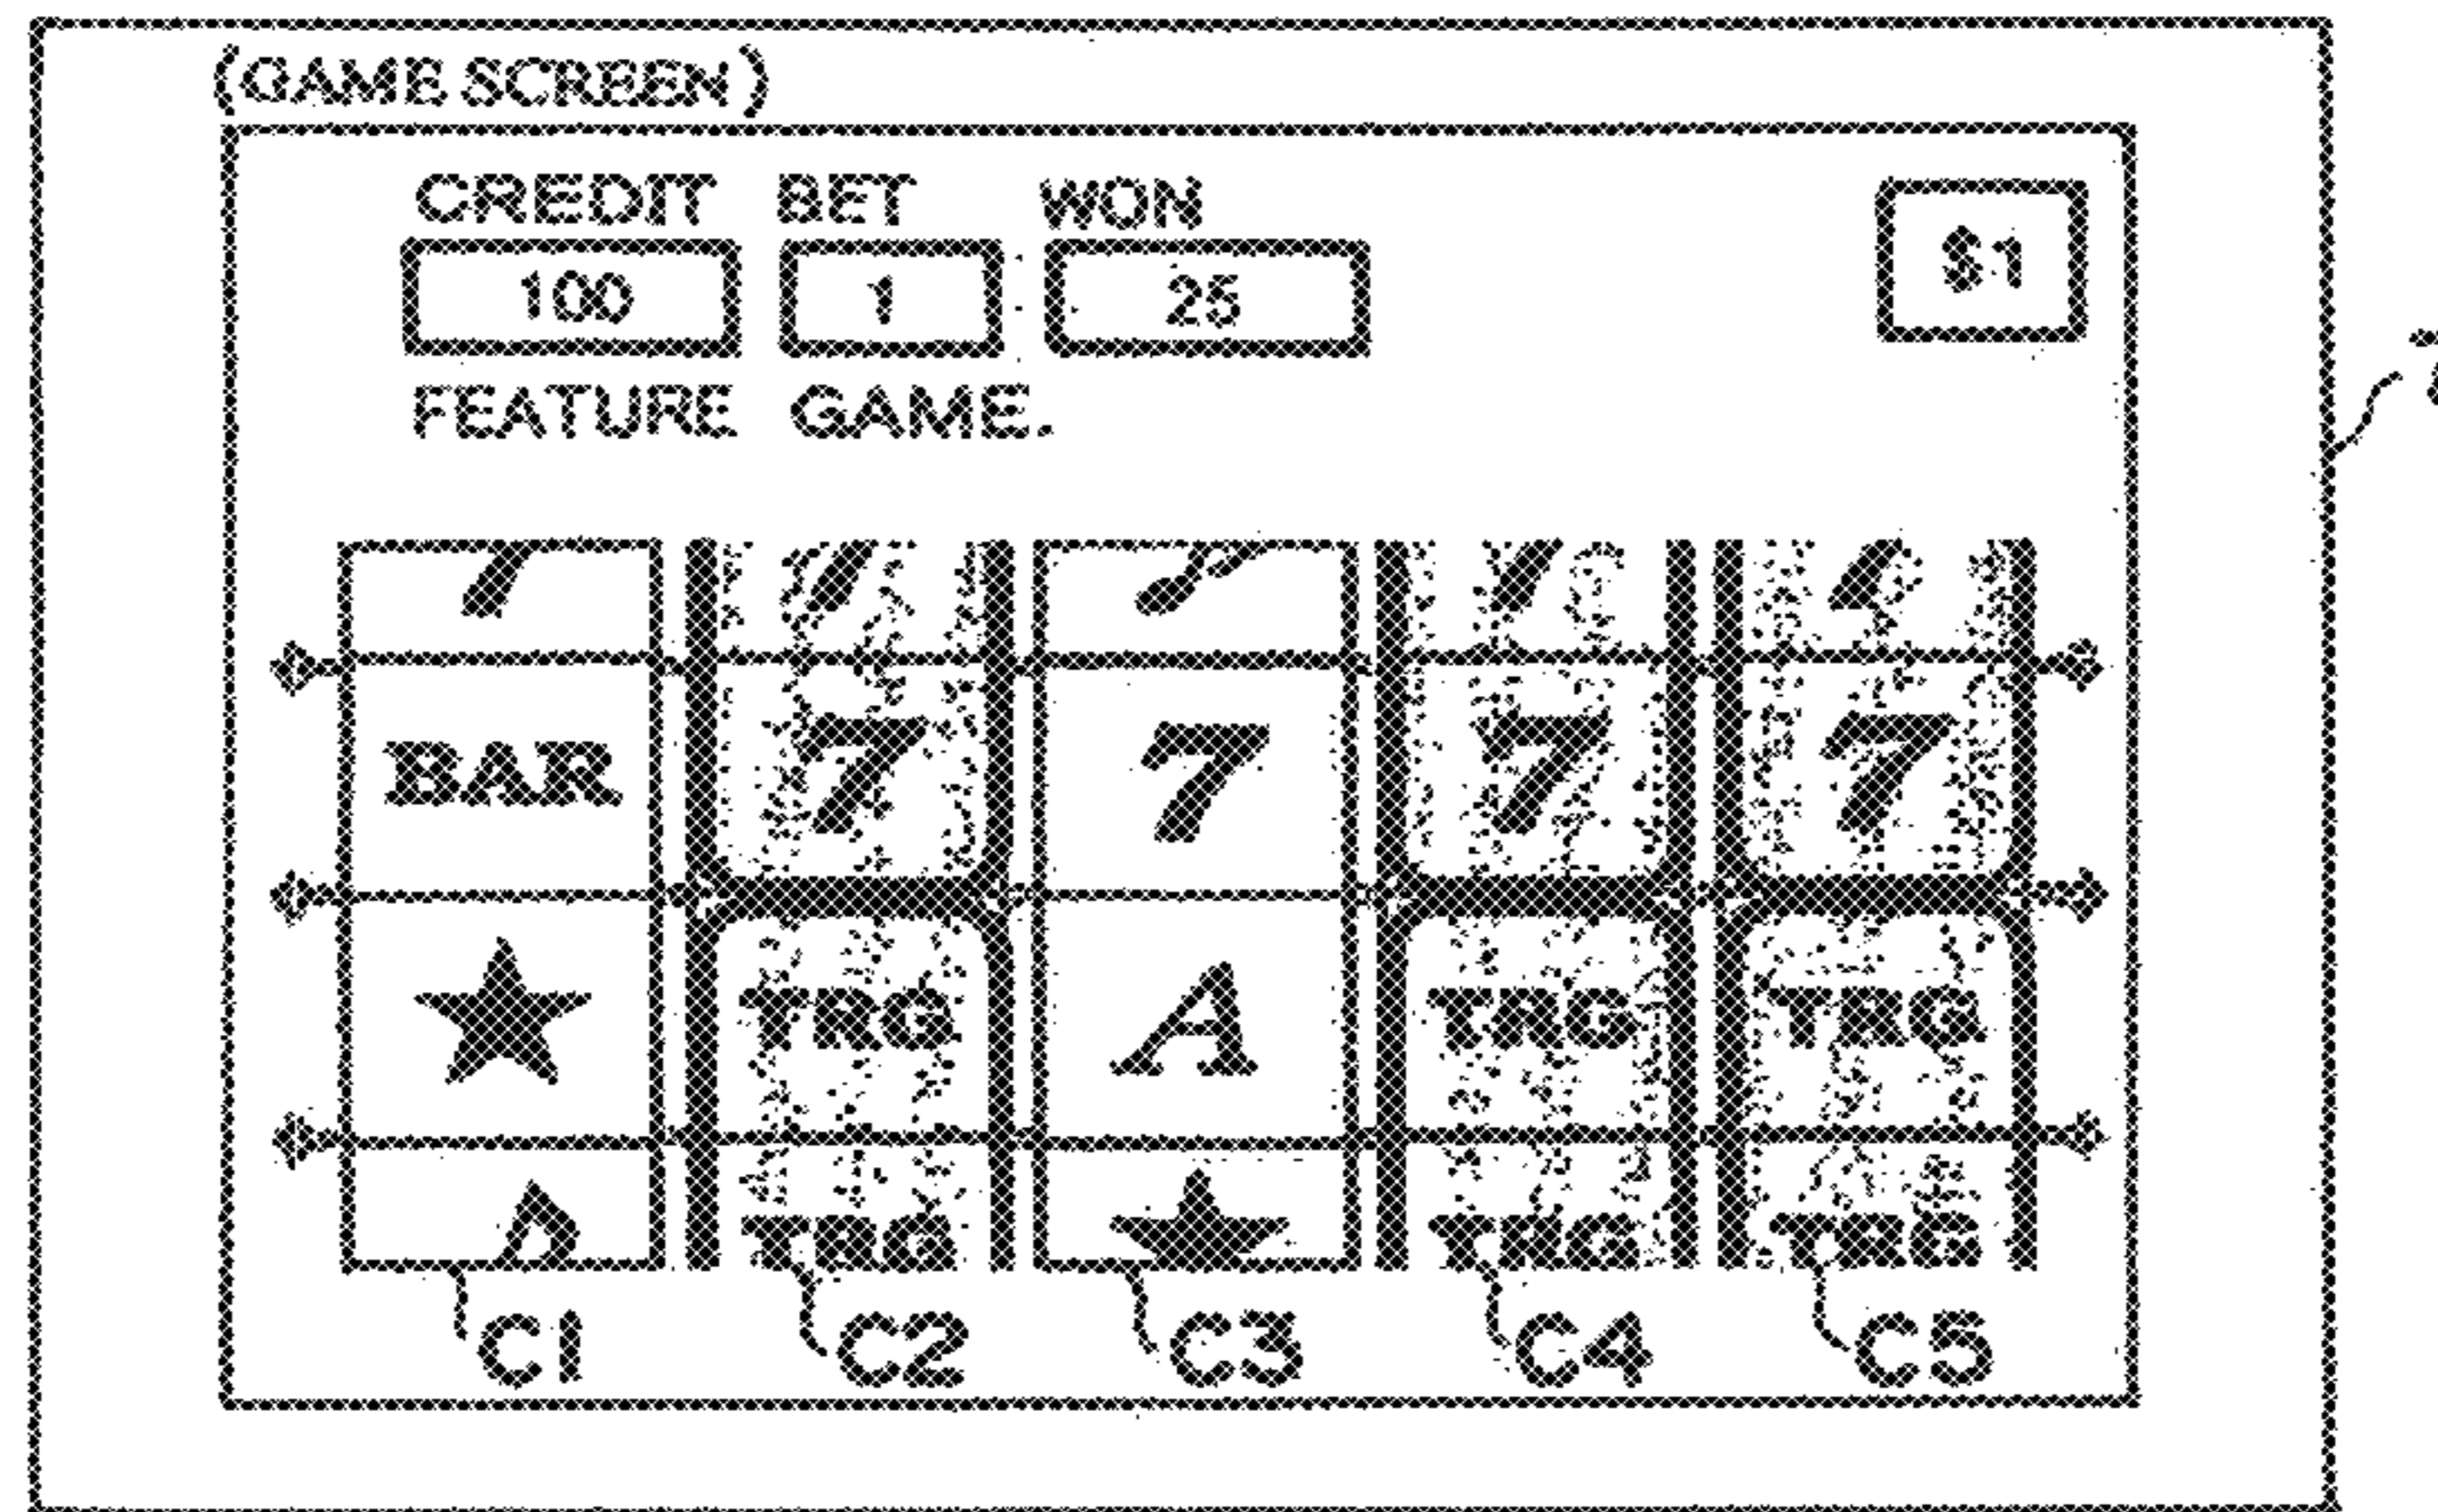 (GAME SCREEN)
CREDIT BET WON
100 1 25 $1
FEATURE GAME.
BAR 7 7 7 7
TRG A TRG TRG
TRG TRG TRG
C1 C2 C3 C4 C5